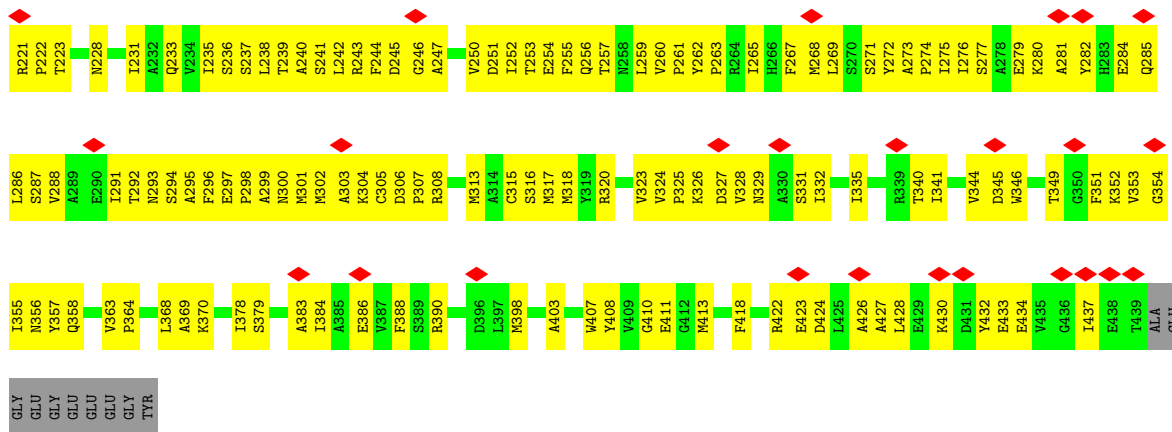 R221 P222 T223 N228 I231 A232 Q233 V234 I235 S236 S237 L238 T239 A240 S241 L242 R243 F244 D245 G246 A247 V250 D251 I252 T253 E254 F255 Q256 T257 N258 L259 V260 P261 Y262 P263 R264 I265 H266 F267 M268 L269 S270 S271 Y272 A273 P274 I275 I276 S277 A278 E279 K280 A281 Y282 H283 E284 Q285
L286 S287 V288 A289 E290 I291 T292 N293 S294 A295 F296 E297 P298 A299 N300 M301 M302 A303 K304 C305 D306 P307 R308 M313 A314 C315 S316 M317 M318 Y319 R320 V323 V324 P325 K326 D327 V328 N329 A330 S331 I332 I335 R339 T340 I341 V344 D345 W346 T349 G350 F351 K352 V353 G354
I355 N356 Y357 Q358 V363 P364 L368 A369 K370 I378 S379 A383 I384 A385 E386 V387 F388 S389 R390 D396 L397 M398 A403 W407 Y408 V409 G410 E411 G412 M413 F418 R422 E423 D424 L425 A426 A427 L428 E429 K430 D431 Y432 E433 E434 V435 G436 I437 E438 T439 ALA GLU
GLY GLU GLY GLU GLU GLU GLY TYR